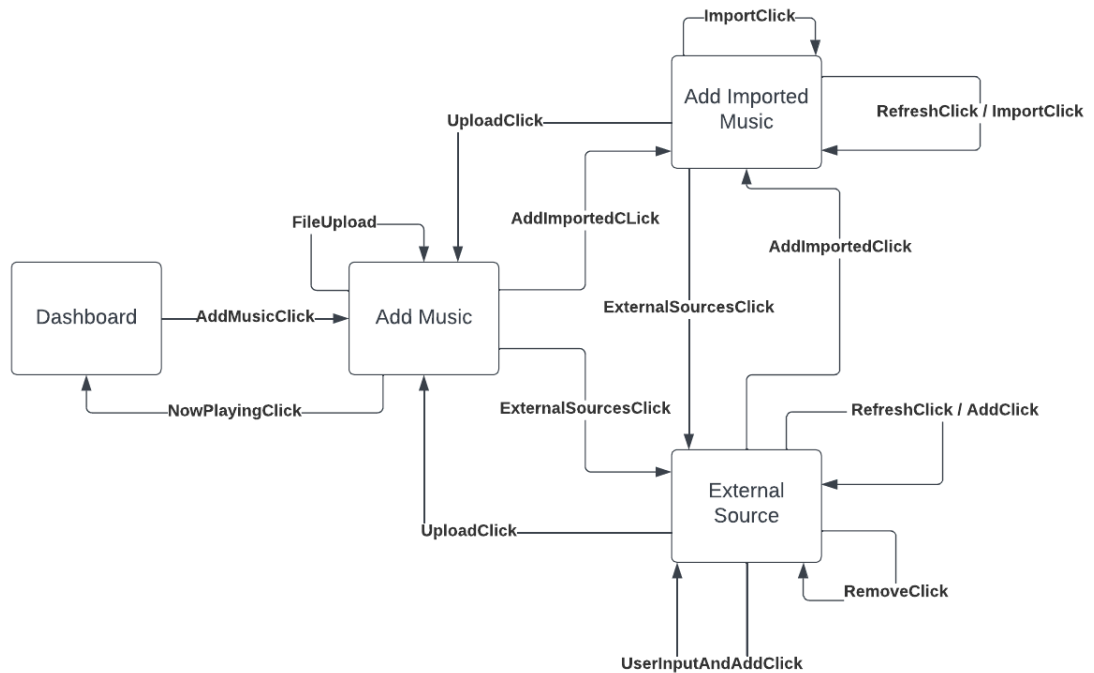 ImportClick
Add Imported
Music
RefreshClick / ImportClick
UploadClick
AddImportedCLick
FileUpload
AddImportedClick
ExternalSourcesClick
Dashboard
AddMusicClick
Add Music
NowPlayingClick
ExternalSourcesClick
RefreshClick / AddClick
External
Source
UploadClick
RemoveClick
UserInputAndAddClick